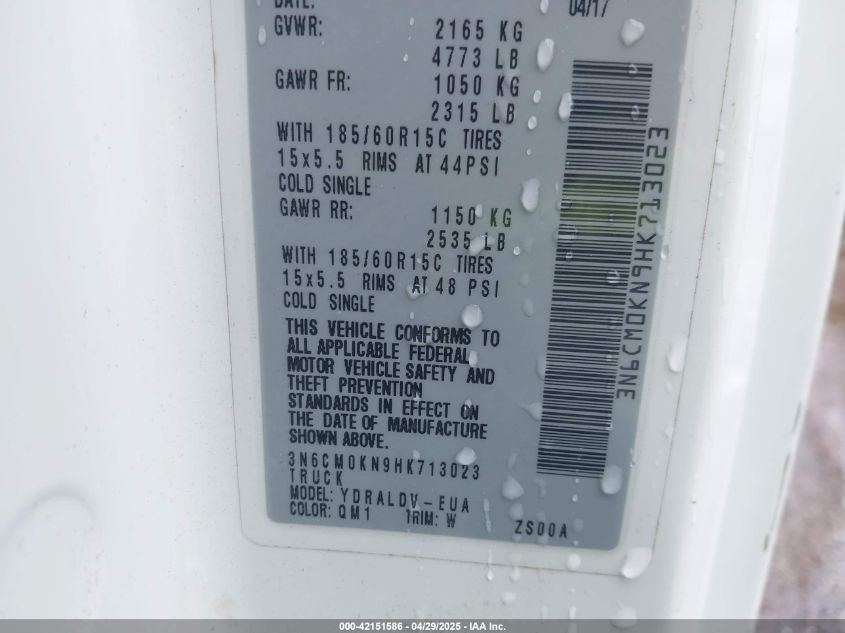 DATE: 04/17
GVWR: 2165 KG
4773 LB
GAWR FR: 1050 KG
2315 LB
WITH 185/60R15C TIRES
15x5.5 RIMS AT 44PSI
COLD SINGLE
GAWR RR: 1150 KG
2535 LB
WITH 185/60R15C TIRES
15x5.5 RIMS AT 48 PSI
COLD SINGLE
THIS VEHICLE CONFORMS TO
ALL APPLICABLE FEDERAL
MOTOR VEHICLE SAFETY AND
THEFT PREVENTION
STANDARDS IN EFFECT ON
THE DATE OF MANUFACTURE
SHOWN ABOVE.
3N6CM0KN9HK713023
TRUCK
MODEL: YDRALDV-EUA
COLOR: QM1 TRIM: W ZS00A
3N6CM0KN9HK713023
000-42151586 - 04/29/2025 - IAA Inc.